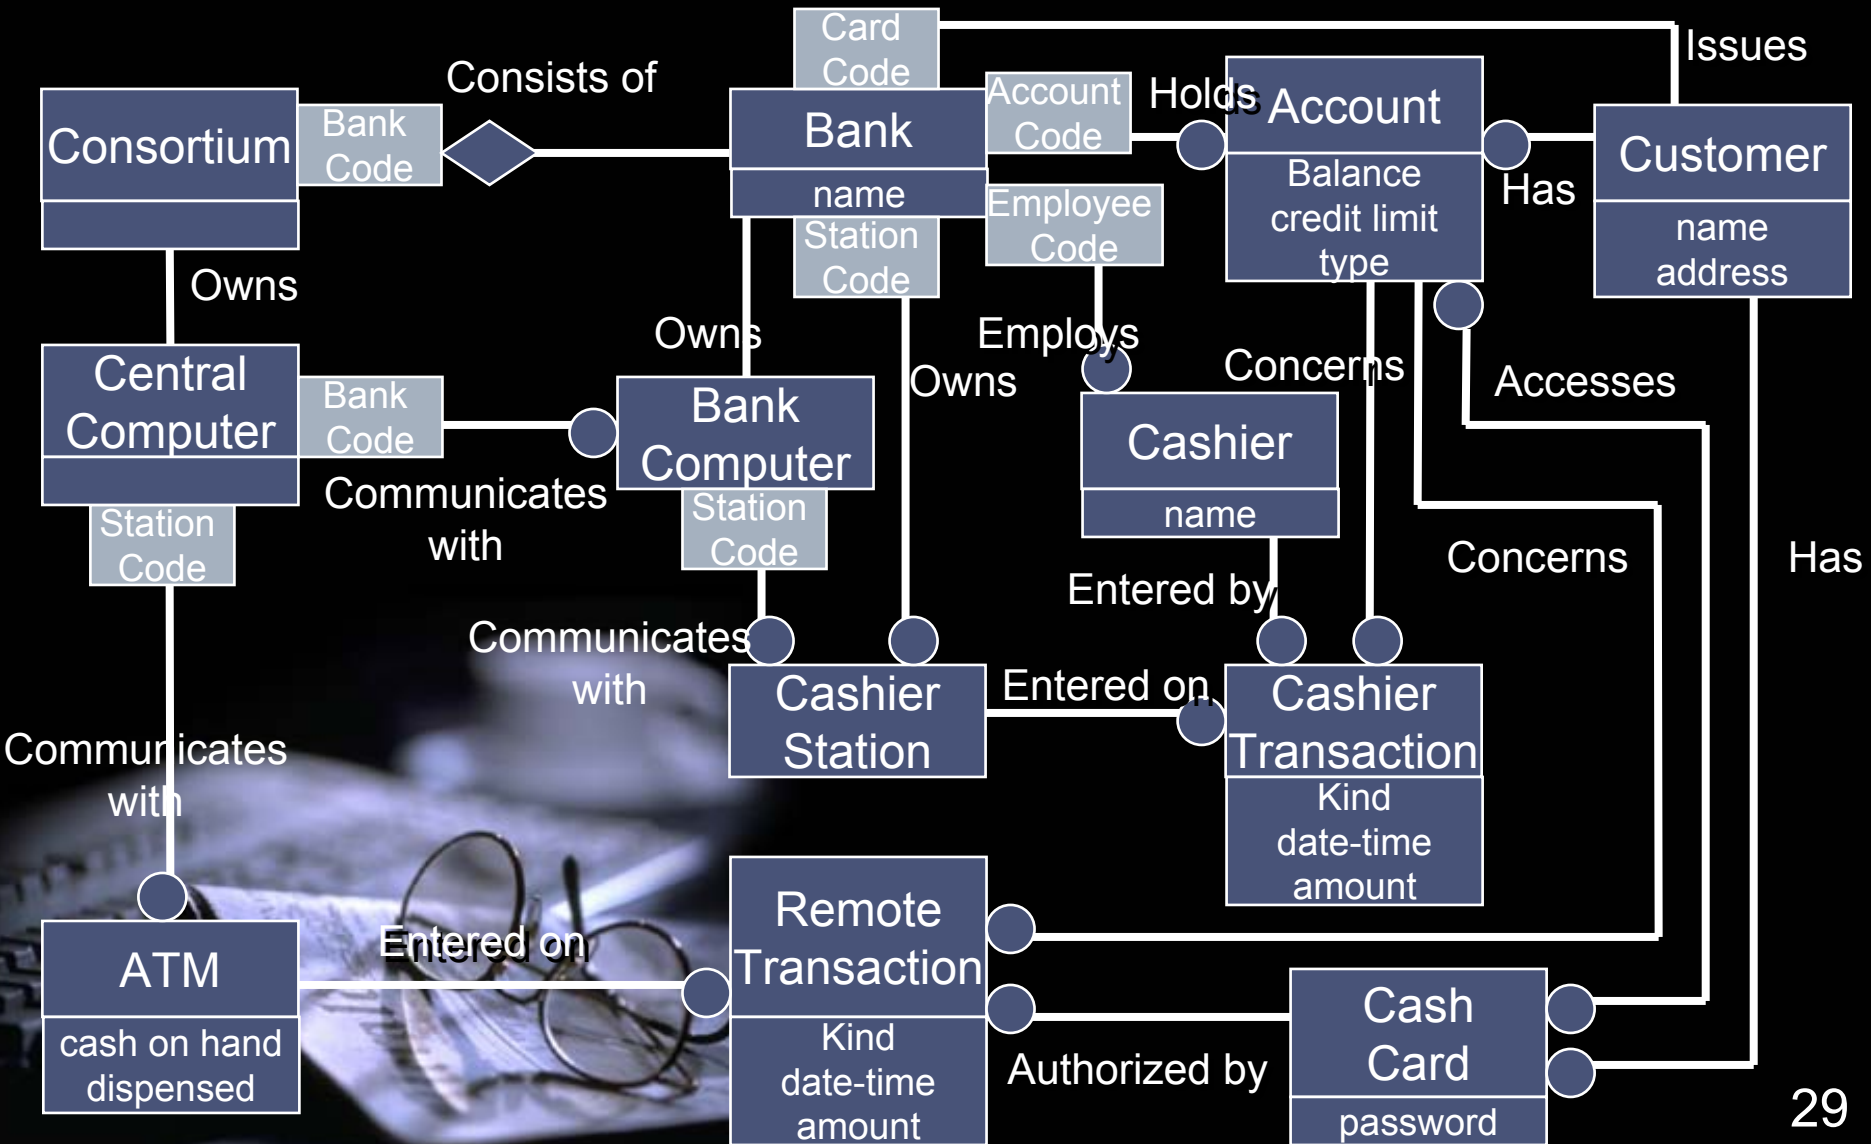 Card
Code
Issues
Consists of
Consortium
Bank
Code
Bank
name
Account
Code
Holds
Account
Balance
credit limit
type
Has
Customer
name
address
Employee
Code
Station
Code
Owns
Owns
Owns
Employs
Concerns
Accesses
Central
Computer
Bank
Code
Communicates
with
Bank
Computer
Station
Code
Cashier
name
Station
Code
Entered by
Concerns
Has
Communicates
with
Cashier
Station
Entered on
Cashier
Transaction
Kind
date-time
amount
Communicates
with
ATM
cash on hand
dispensed
Entered on
Remote
Transaction
Kind
date-time
amount
Authorized by
Cash
Card
password
29